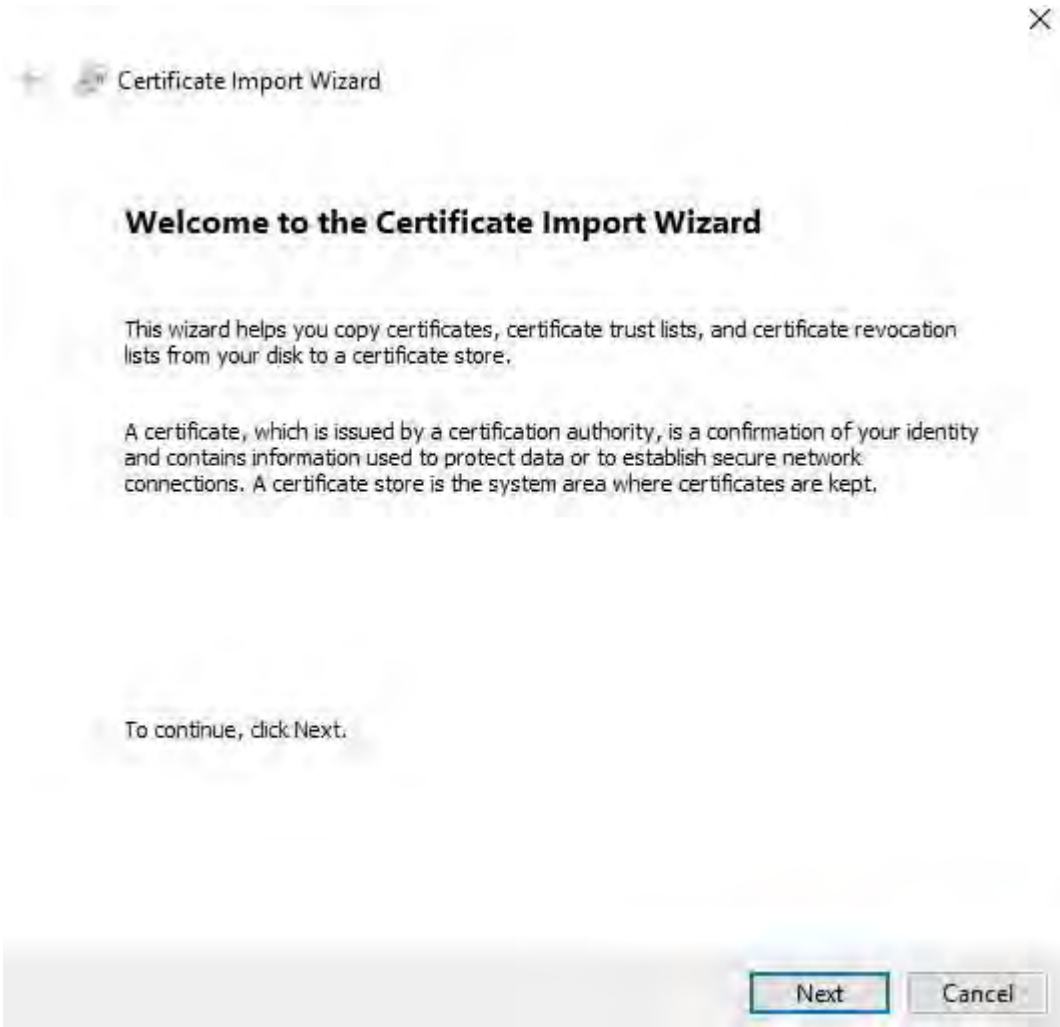 Certificate Import Wizard
Welcome to the Certificate Import Wizard
This wizard helps you copy certificates, certificate trust lists, and certificate revocation
lists from your disk to a certificate store.
A certificate, which is issued by a certification authority, is a confirmation of your identity
and contains information used to protect data or to establish secure network
connections. A certificate store is the system area where certificates are kept.
To continue, click Next.
Next Cancel